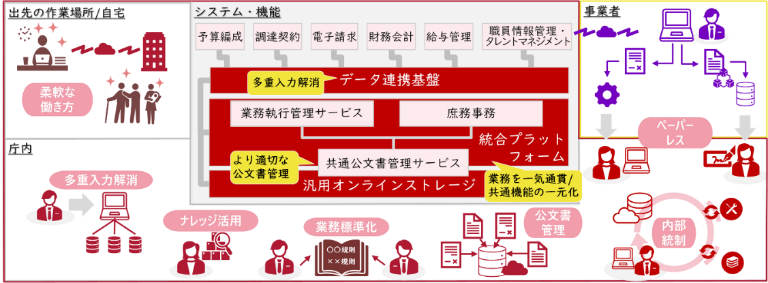 出先の作業場所/自宅
柔軟な
働き方
システム・機能
予算編成
調達契約
電子請求
財務会計
給与管理
職員情報管理・
タレントマネジメント
多重入力解消
データ連携基盤
業務執行管理サービス
庶務事務
統合プラット
フォーム
より適切な
公文書管理
共通公文書管理サービス
業務を一気通貫/
共通機能の一元化
汎用オンラインストレージ
事業者
ペーパー
レス
庁内
多重入力解消
ナレッジ活用
業務標準化
〇〇規則
××規則
公文書
管理
内部
統制